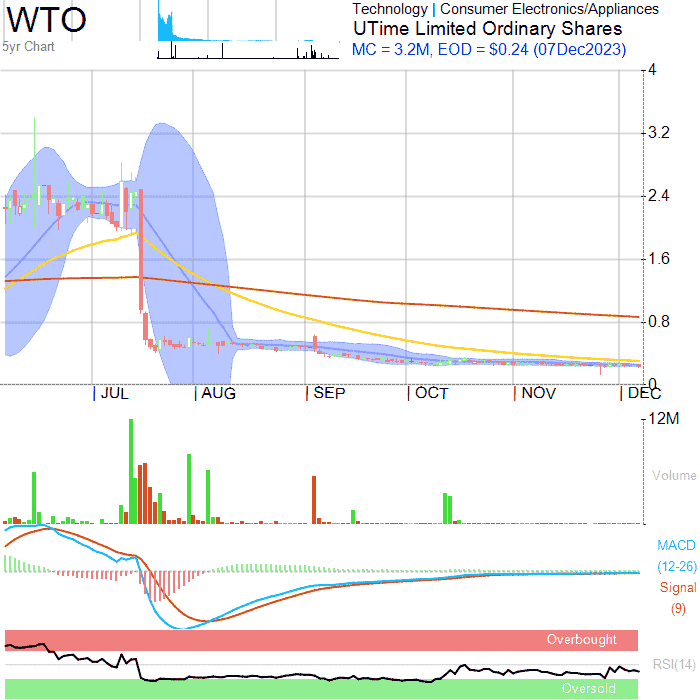 WTO
5yr Chart
Technology | Consumer Electronics/Appliances
UTime Limited Ordinary Shares
MC = 3.2M, EOD = $0.24 (07Dec2023)
4
3.2
2.4
1.6
0.8
0
JUL AUG SEP OCT NOV DEC
12M
Volume
MACD
(12-26)
Signal
(9)
Overbought
RSI(14)
Oversold